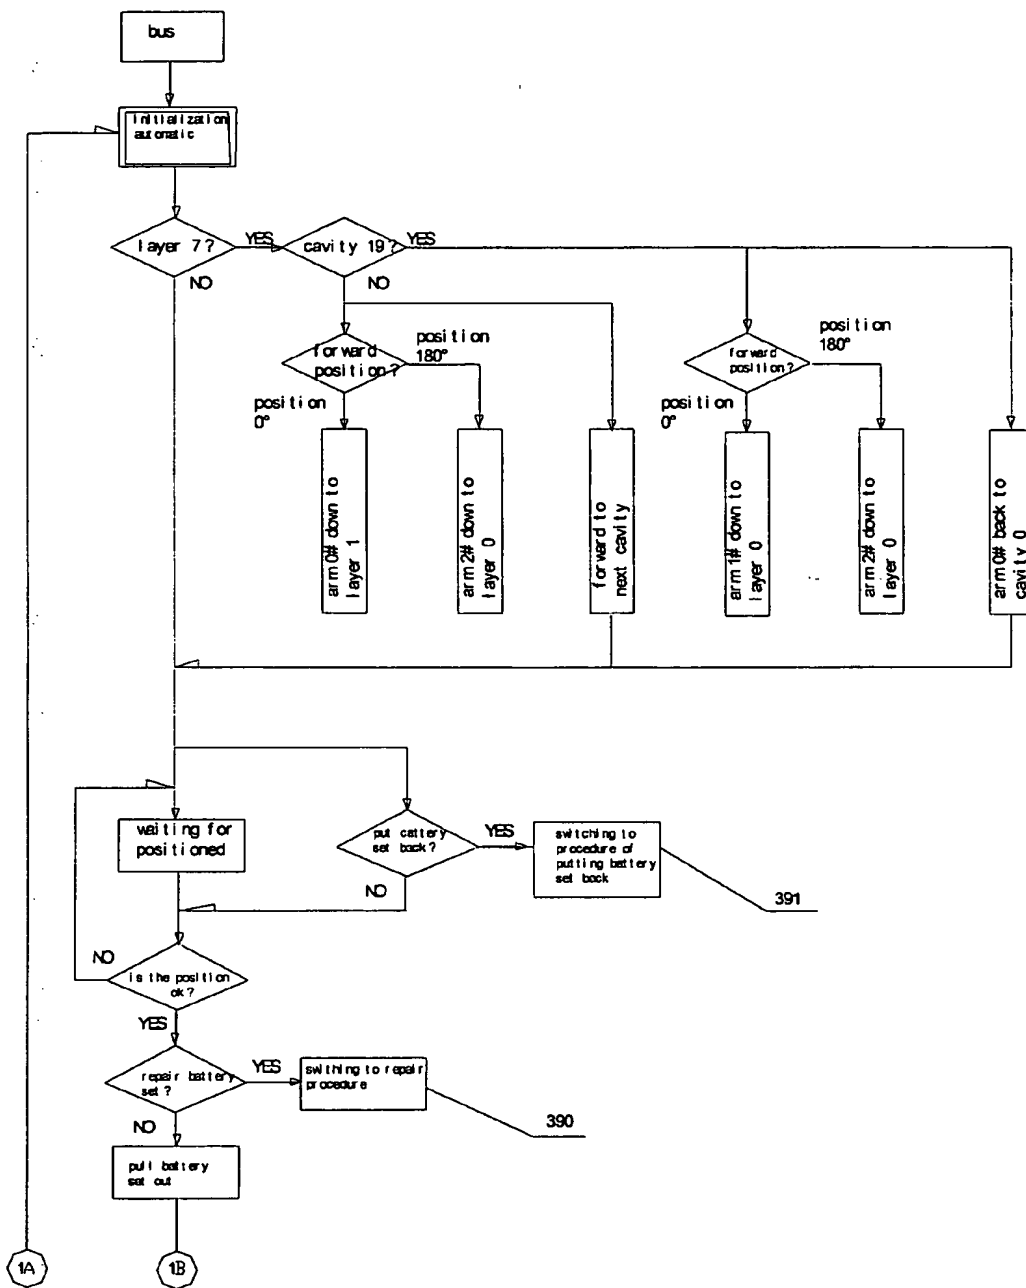 bus
initialization
automatic
layer 7?
YES
cavity 19?
YES
NO
NO
forward
position?
position
180°
position
0°
forward
position?
position
180°
position
0°
arm0# down to
layer 1
arm2# down to
layer 0
forward to
next cavity
arm1# down to
layer 0
arm2# down to
layer 0
arm0# back to
cavity 0
waiting for
positioned
put cattery
set back?
YES
switching to
procedure of
putting battery
set back
391
NO
NO
is the position
ok?
YES
repair battery
set?
YES
swithing to repair
procedure
390
NO
pull battery
set out
1A
1B